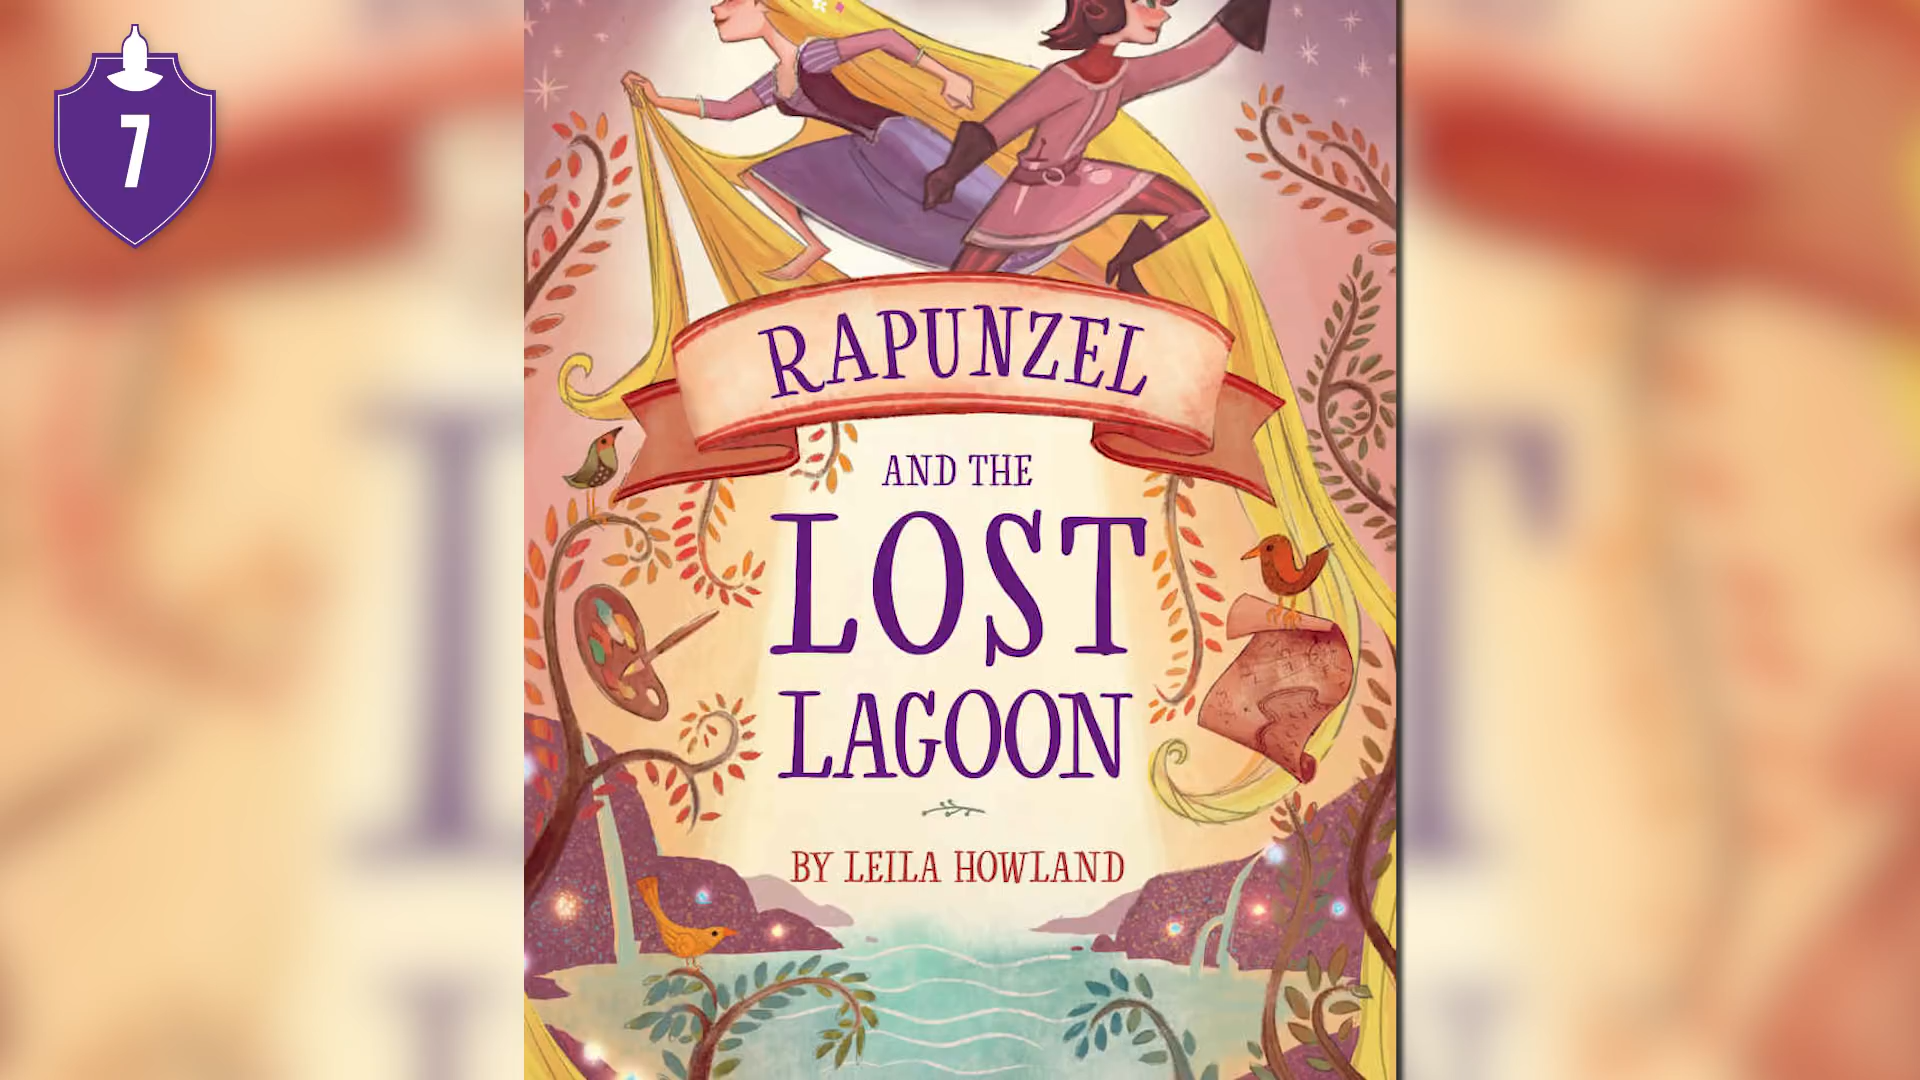 7
RAPUNZEL
AND THE
LOST
LAGOON
BY LEILA HOWLAND